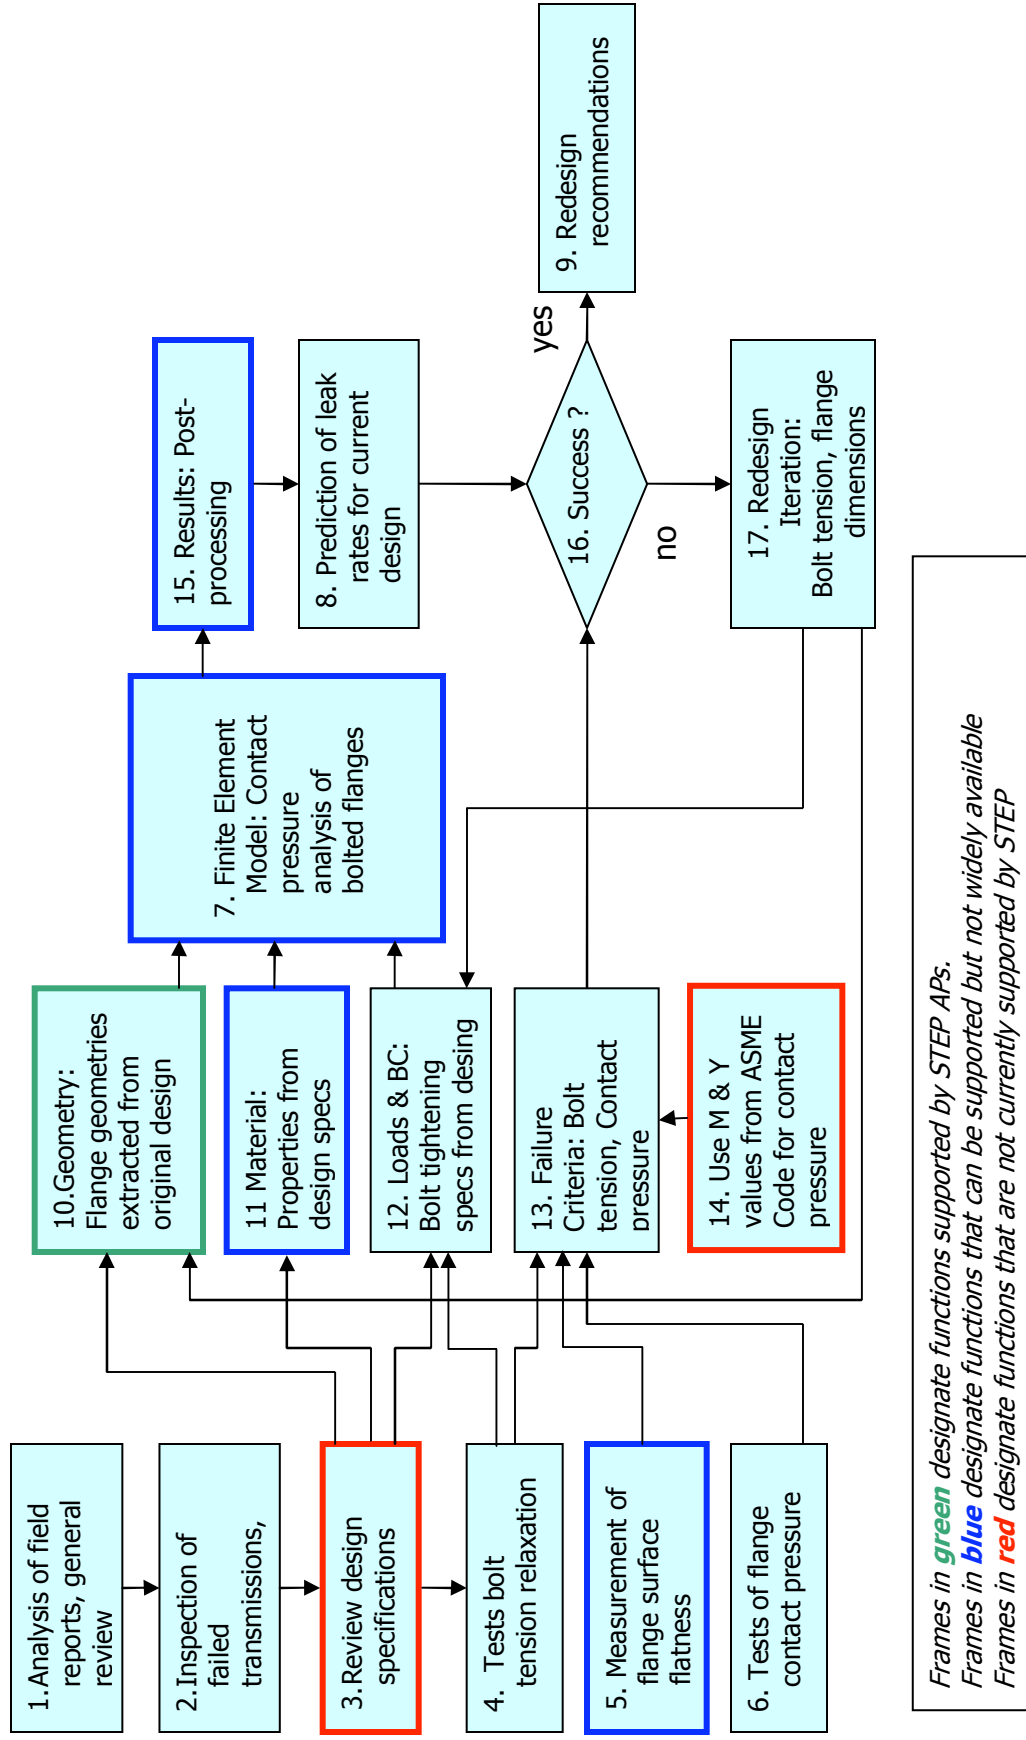 1.Analysis of field
reports, general
review
2.Inspection of
failed
transmissions,
3.Review design
specifications
4. Tests bolt
tension relaxation
5. Measurement of
flange surface
flatness
6. Tests of flange
contact pressure
10.Geometry:
Flange geometries
extracted from
original design
11 Material:
Properties from
design specs
12. Loads & BC:
Bolt tightening
specs from desing
13. Failure
Criteria: Bolt
tension, Contact
pressure
14. Use M & Y
values from ASME
Code for contact
pressure
7. Finite Element
Model: Contact
pressure
analysis of
bolted flanges
15. Results: Post-
processing
8. Prediction of leak
rates for current
design
16. Success ?
yes
no
9. Redesign
recommendations
17. Redesign
Iteration:
Bolt tension, flange
dimensions
Frames in green designate functions supported by STEP APs.
Frames in blue designate functions that can be supported but not widely available
Frames in red designate functions that are not currently supported by STEP